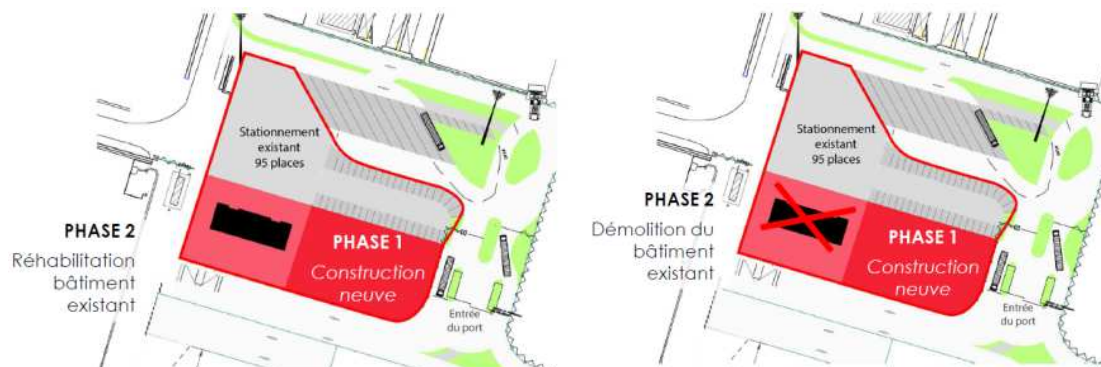 Stationnement
existant
95 places
PHASE 2
Réhabilitation
bâtiment
existant
PHASE 1
Construction
neuve
Entrée
du port
Stationnement
existant
95 places
PHASE 2
Démolition du
bâtiment
existant
PHASE 1
Construction
neuve
Entrée
du port